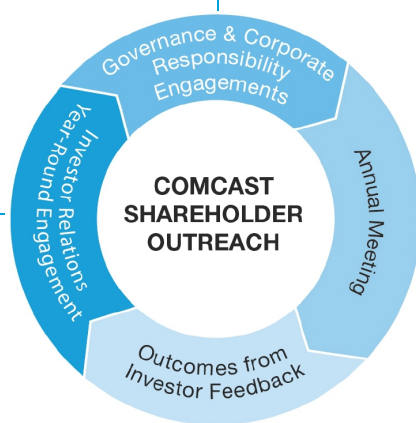 Governance & Corporate
Responsibility
Engagements
Annual Meeting
Outcomes from
Investor Feedback
Investor Relations
Year-Round Engagement
COMCAST
SHAREHOLDER
OUTREACH